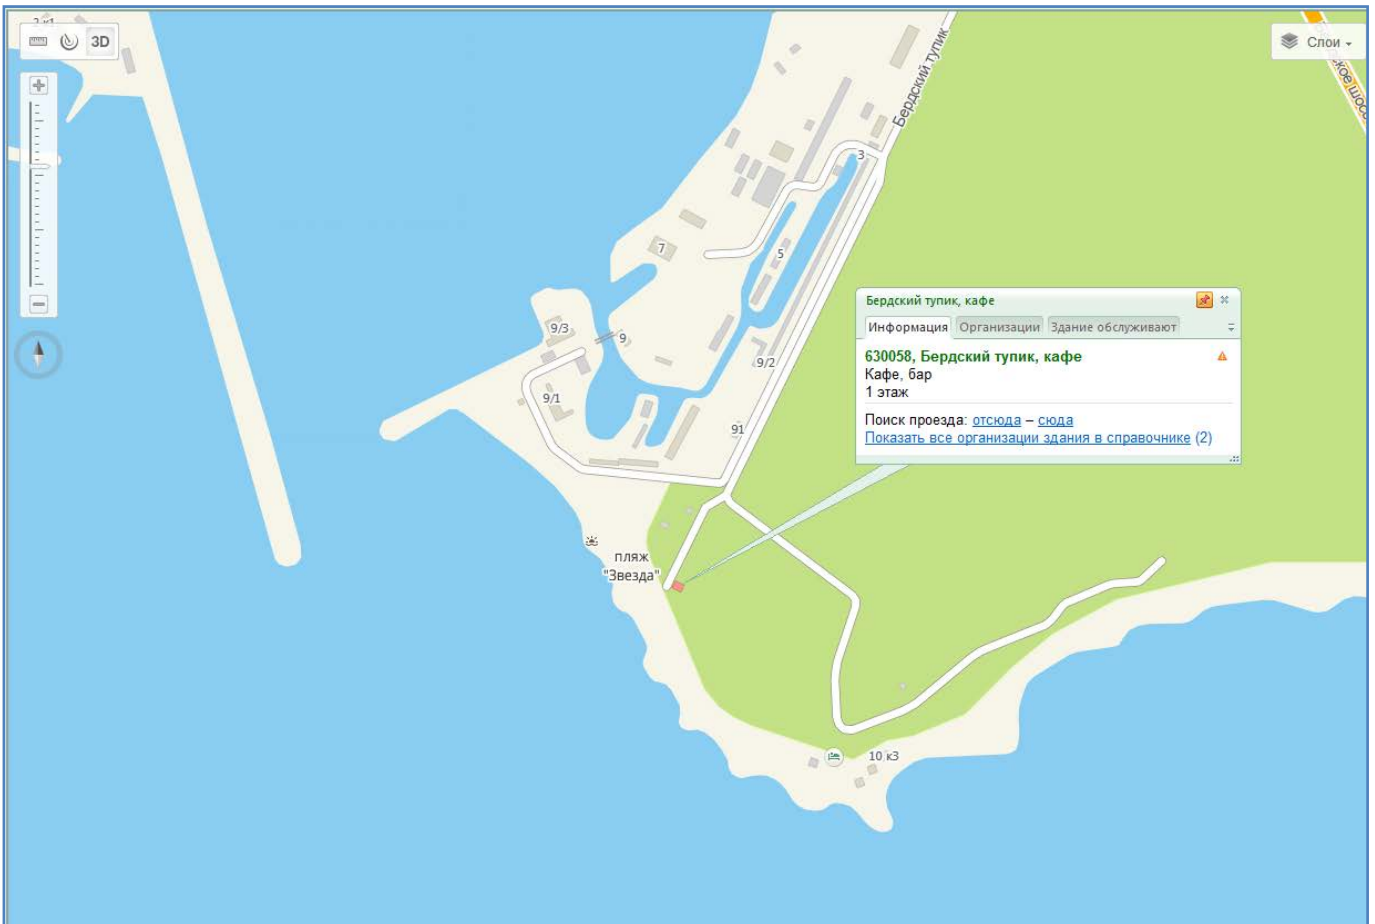 3D
Слои
Бердский тупик
3
7
5
9/3
9
9/2
9/1
91
Бердский тупик, кафе
Информация Организации Здание обслуживают
630058, Бердский тупик, кафе
Кафе, бар
1 этаж
Поиск проезда: отсюда – сюда
Показать все организации здания в справочнике (2)
пляж
"Звезда"
10 к3